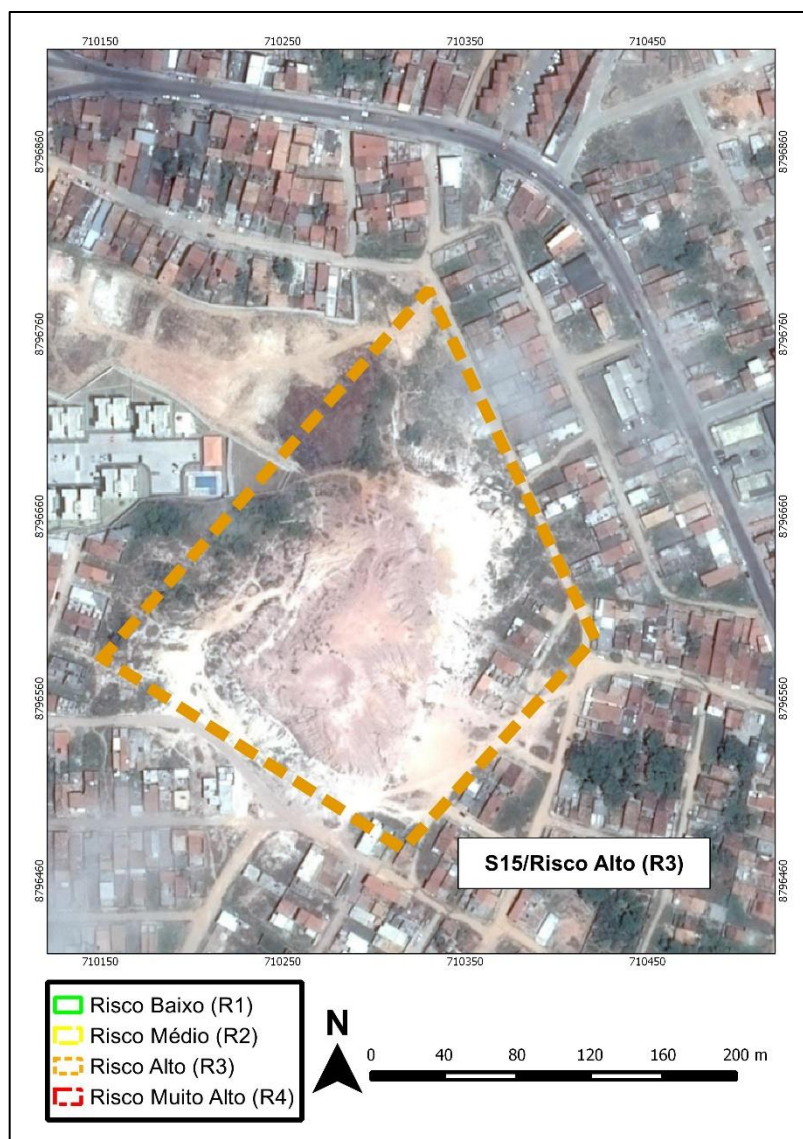 710150 710250 710350 710450
8796860
8796860
8796760
8796760
8796660
8796660
8796560
8796560
S15/Risco Alto (R3)
8796460
8796460
710150 710250 710350 710450
Risco Baixo (R1)
Risco Médio (R2)
Risco Alto (R3)
Risco Muito Alto (R4)
N
0 40 80 120 160 200 m